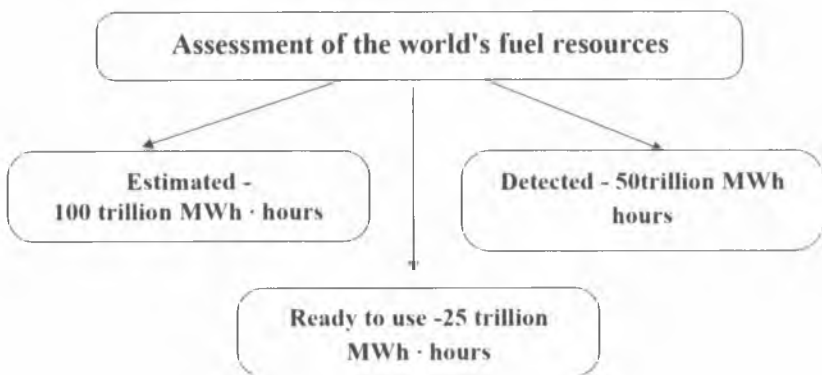 Assessment of the world's fuel resources
Estimated -
100 trillion MWh · hours
Detected - 50trillion MWh
hours
Ready to use -25 trillion
MWh · hours